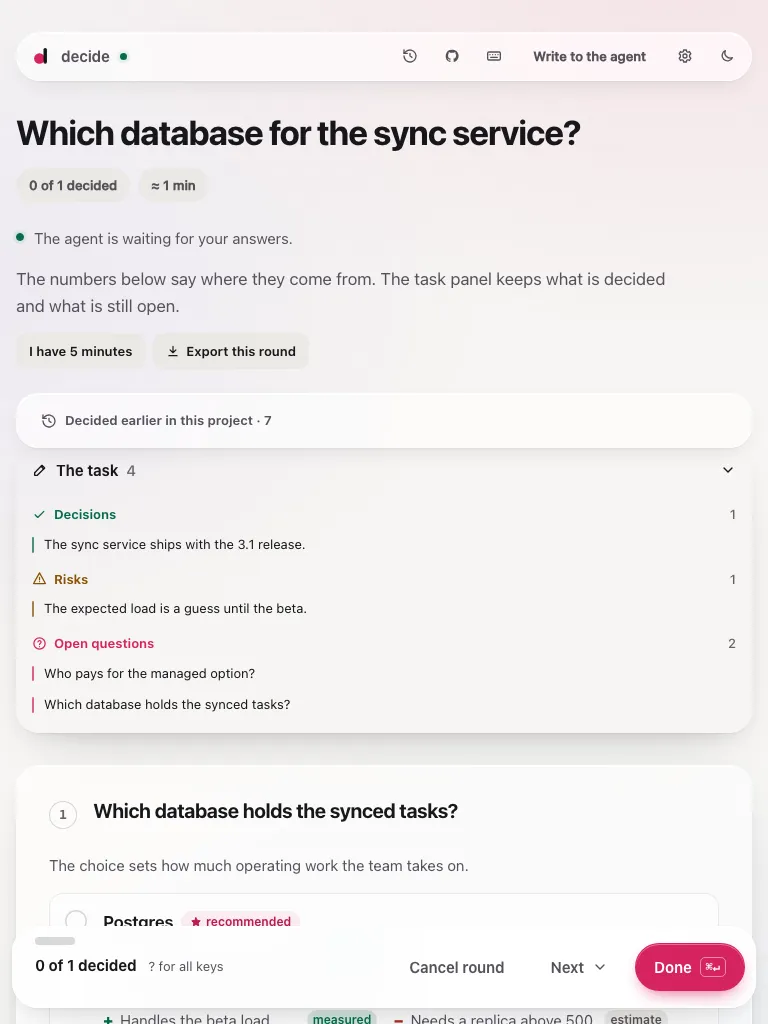 decide
Write to the agent
Which database for the sync service?
0 of 1 decided
≈ 1 min
The agent is waiting for your answers.
The numbers below say where they come from. The task panel keeps what is decided
and what is still open.
I have 5 minutes
Export this round
Decided earlier in this project · 7
The task 4
Decisions 1
The sync service ships with the 3.1 release.
Risks 1
The expected load is a guess until the beta.
Open questions 2
Who pays for the managed option?
Which database holds the synced tasks?
1 Which database holds the synced tasks?
The choice sets how much operating work the team takes on.
Postgres ★ recommended
0 of 1 decided ? for all keys
Cancel round
Next
Done ⌘↵
+ Handles the beta load measured
− Needs a replica above 500 estimate